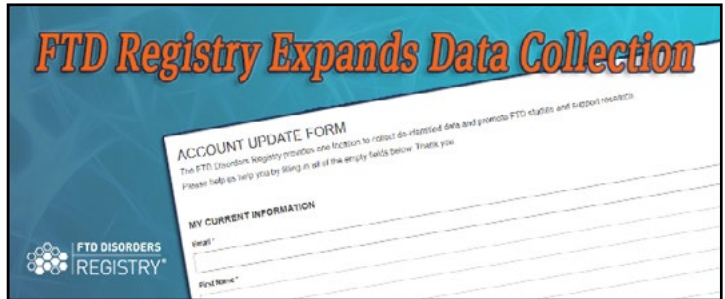 FTD Registry Expands Data Collection
ACCOUNT UPDATE FORM
The FTD Disorders Registry provides one location to collect de-identified data and promote FTD studies and support research.
Please help us help you by filling in all of the empty fields below. Thank you
MY CURRENT INFORMATION
Email *
First Name *
FTD DISORDERS
REGISTRY®